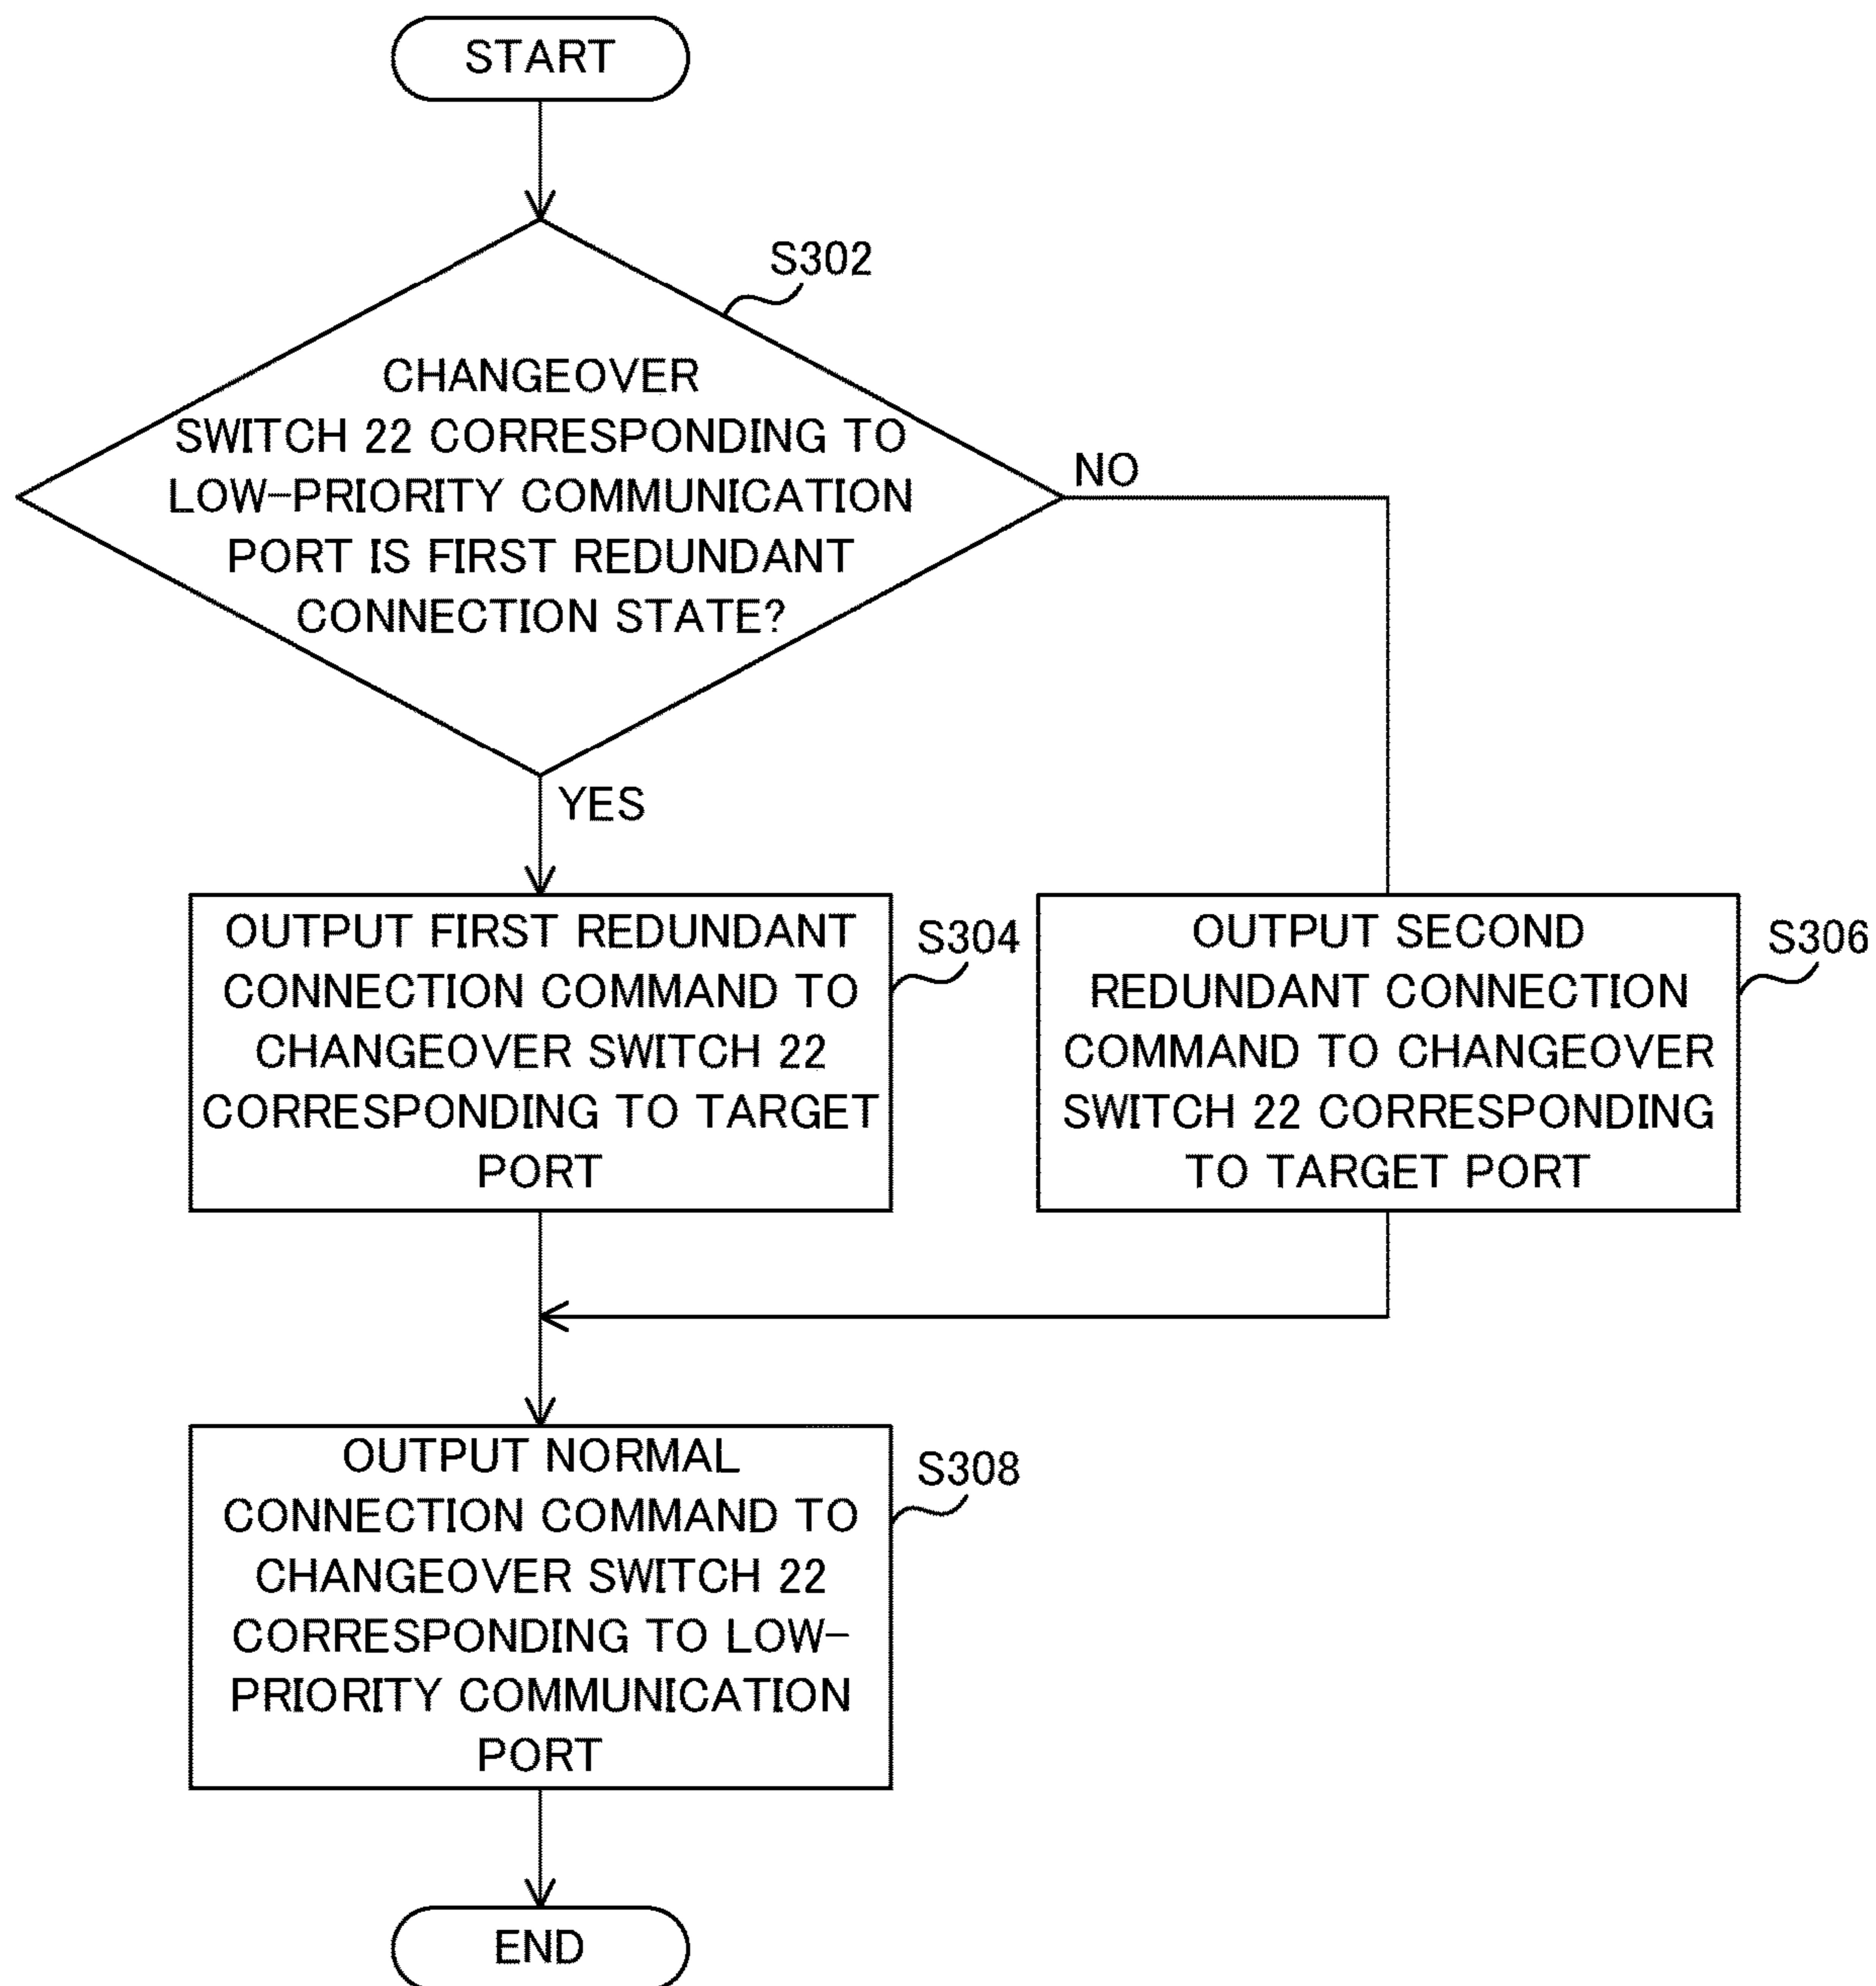 START
S302
CHANGEOVER
SWITCH 22 CORRESPONDING TO
LOW-PRIORITY COMMUNICATION
PORT IS FIRST REDUNDANT
CONNECTION STATE?
NO
YES
OUTPUT FIRST REDUNDANT
CONNECTION COMMAND TO
CHANGEOVER SWITCH 22
CORRESPONDING TO TARGET
PORT
S304
OUTPUT SECOND
REDUNDANT CONNECTION
COMMAND TO CHANGEOVER
SWITCH 22 CORRESPONDING
TO TARGET PORT
S306
OUTPUT NORMAL
CONNECTION COMMAND TO
CHANGEOVER SWITCH 22
CORRESPONDING TO LOW-
PRIORITY COMMUNICATION
PORT
S308
END